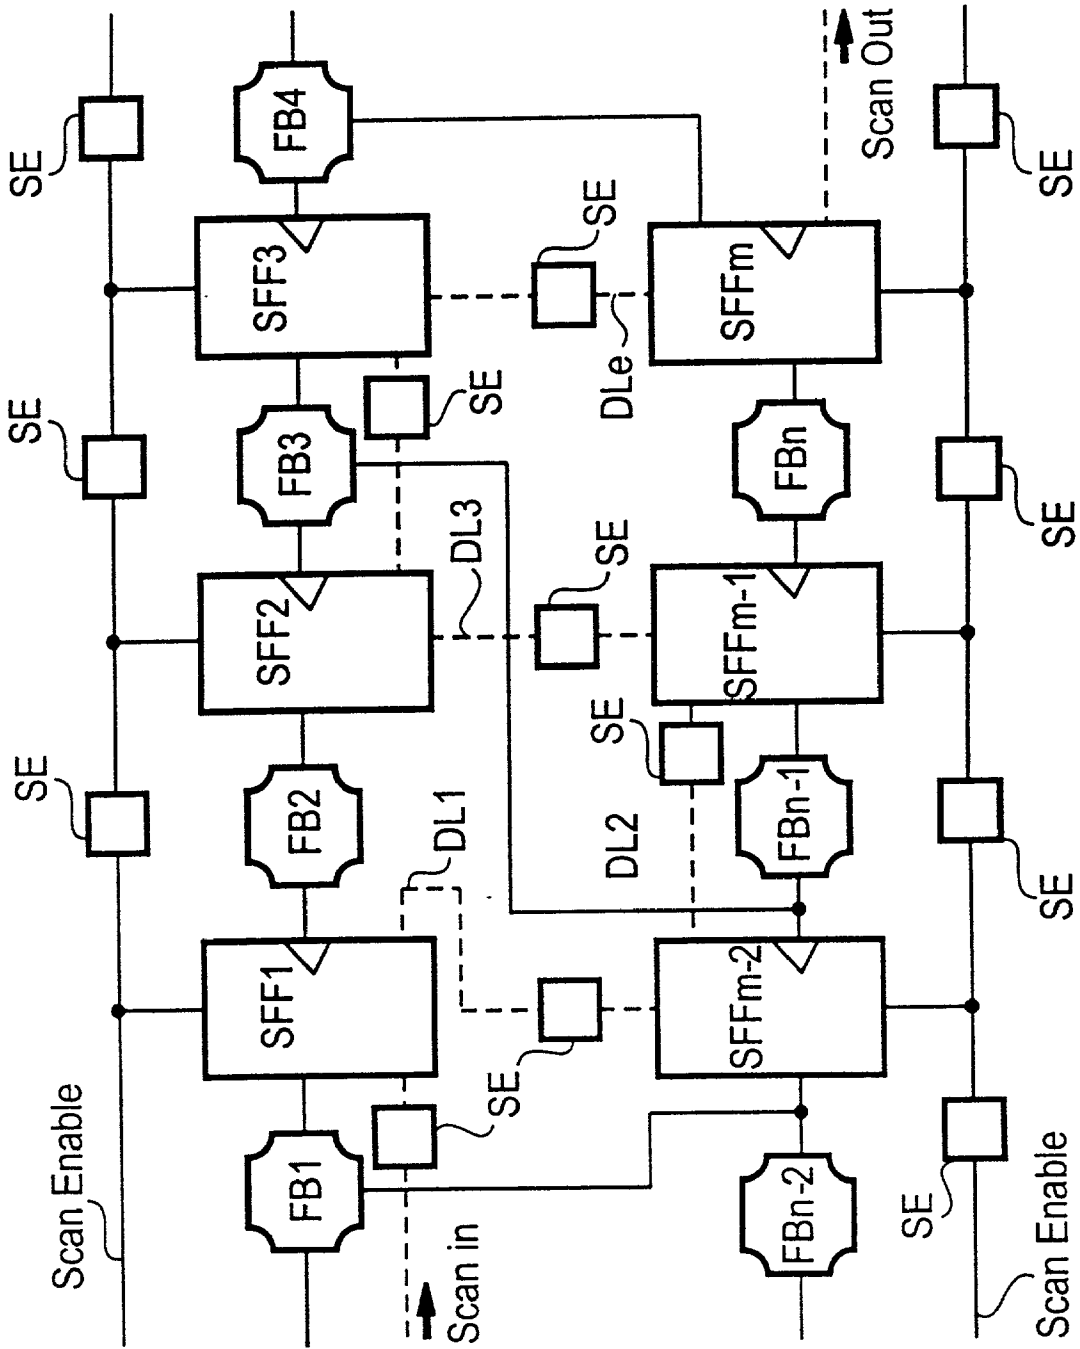 Scan Enable
SE
SE
SE
FB1
SFF1
FB2
SFF2
FB3
SFF3
FB4
Scan in
SE
DL1
DL3
SE
SE
DL2
SE
SE
DLe
FBn-2
SFFm-2
FBn-1
SFFm-1
FBn
SFFm
Scan Out
SE
Scan Enable
SE
SE
SE